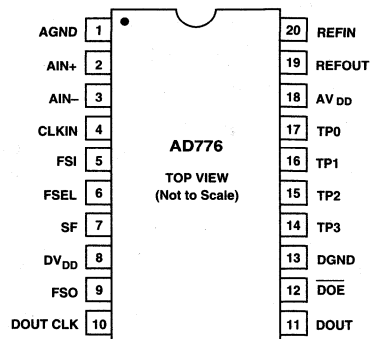 AGND 1 20 REFIN
AIN+ 2 19 REFOUT
AIN– 3 18 AVDD
CLKIN 4 17 TP0
FSI 5 AD776 16 TP1
FSEL 6 TOP VIEW 15 TP2
(Not to Scale)
SF 7 14 TP3
DVDD 8 13 DGND
FSO 9 12 D̅O̅E̅
DOUT CLK 10 11 DOUT